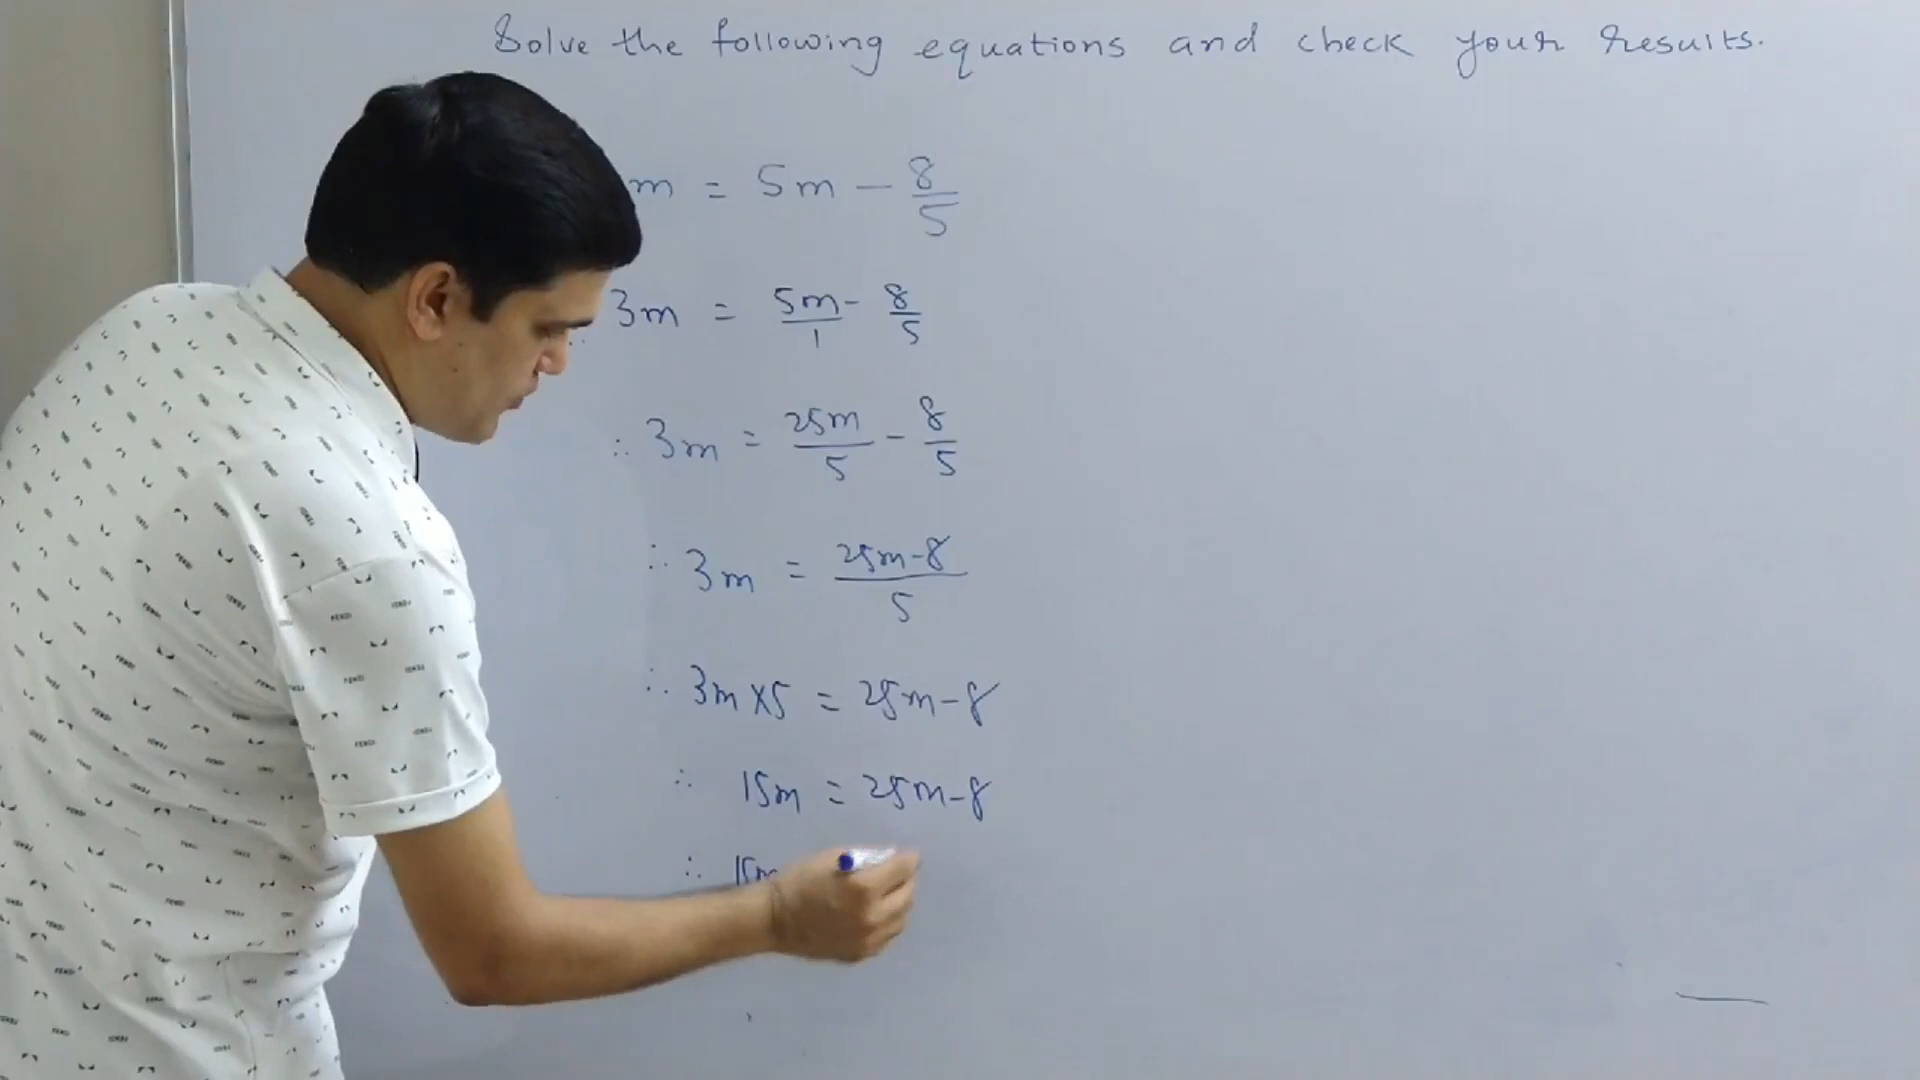 Solve the following equations and check your results.
m = 5m - 8/5
3m = 5m/1 - 8/5
∴ 3m = 25m/5 - 8/5
∴ 3m = 25m-8/5
∴ 3m x5 = 25m-8
∴ 15m = 25m-8
∴ 15m